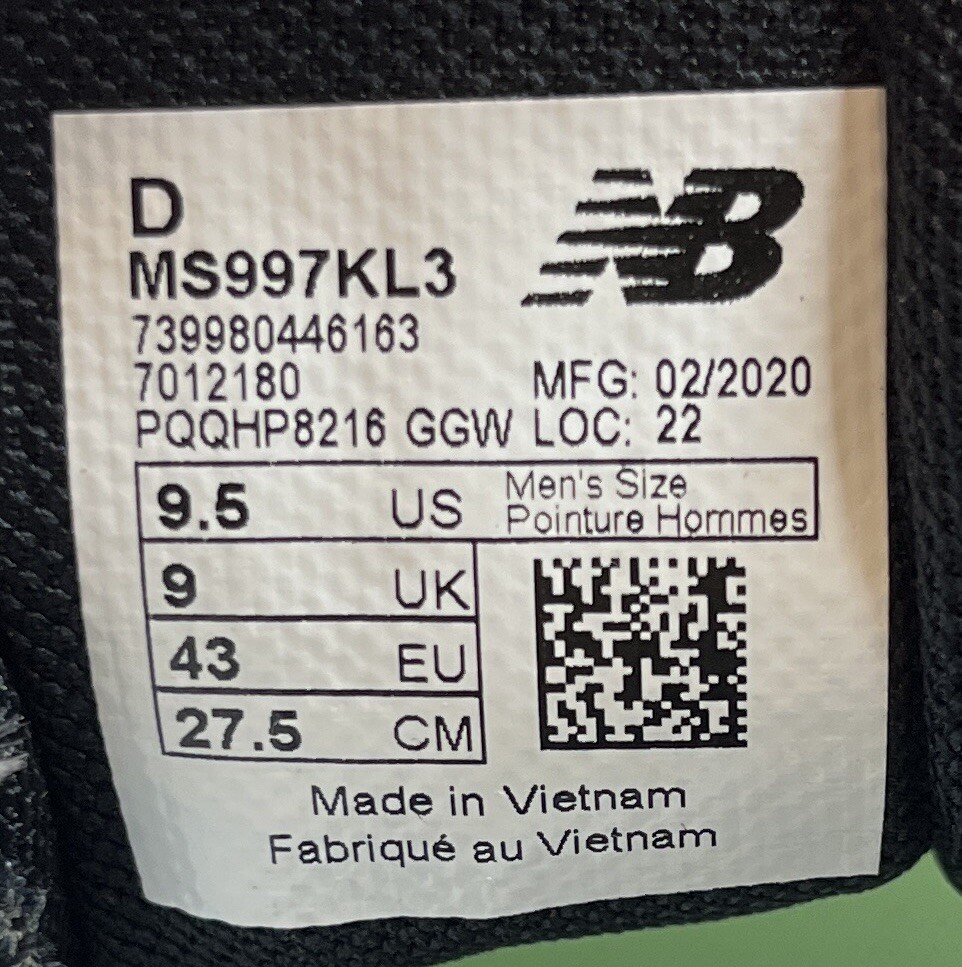 D
NB
MS997KL3
739980446163
7012180 MFG: 02/2020
PQQHP8216 GGW LOC: 22
9.5 US Men's Size
Pointure Hommes
9 UK
43 EU
27.5 CM
Made in Vietnam
Fabriqué au Vietnam